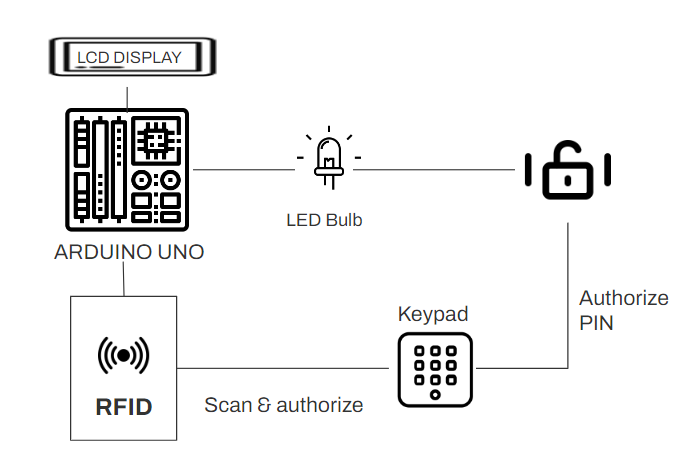 LCD DISPLAY
LED Bulb
ARDUINO UNO
Authorize
PIN
Keypad
RFID
Scan & authorize